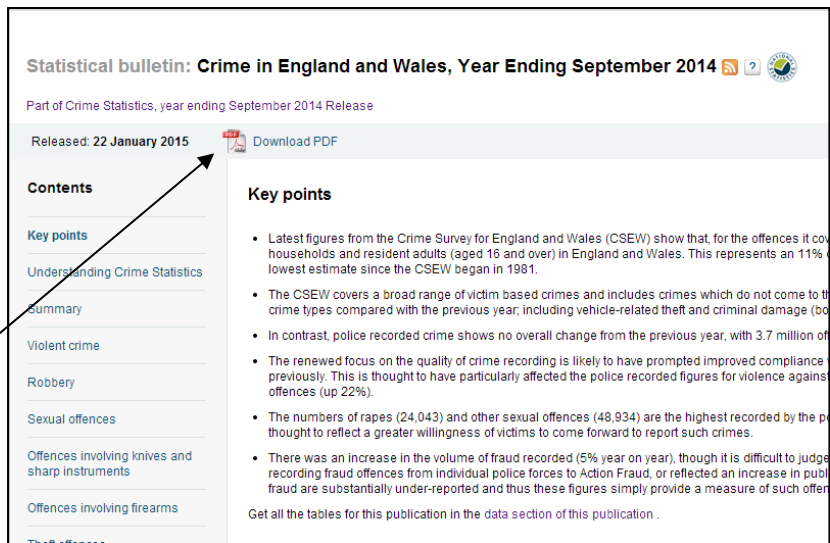 Statistical bulletin: Crime in England and Wales, Year Ending September 2014
Part of Crime Statistics, year ending September 2014 Release
Released: 22 January 2015
Download PDF
Contents
Key points
Understanding Crime Statistics
Summary
Violent crime
Robbery
Sexual offences
Offences involving knives and
sharp instruments
Offences involving firearms
Key points
• Latest figures from the Crime Survey for England and Wales (CSEW) show that, for the offences it
households and resident adults (aged 16 and over) in England and Wales. This represents an 11%
lowest estimate since the CSEW began in 1981.
• The CSEW covers a broad range of victim based crimes and includes crimes which do not come to
crime types compared with the previous year; including vehicle-related theft and criminal damage
• In contrast, police recorded crime shows no overall change from the previous year, with 3.7 million
• The renewed focus on the quality of crime recording is likely to have prompted improved compliance
previously. This is thought to have particularly affected the police recorded figures for violence
offences (up 22%).
• The numbers of rapes (24,043) and other sexual offences (48,934) are the highest recorded by the
thought to reflect a greater willingness of victims to come forward to report such crimes.
• There was an increase in the volume of fraud recorded (5% year on year), though it is difficult to judge
recording fraud offences from individual police forces to Action Fraud, or reflected an increase in
fraud are substantially under-reported and thus these figures simply provide a measure of such
Get all the tables for this publication in the data section of this publication .